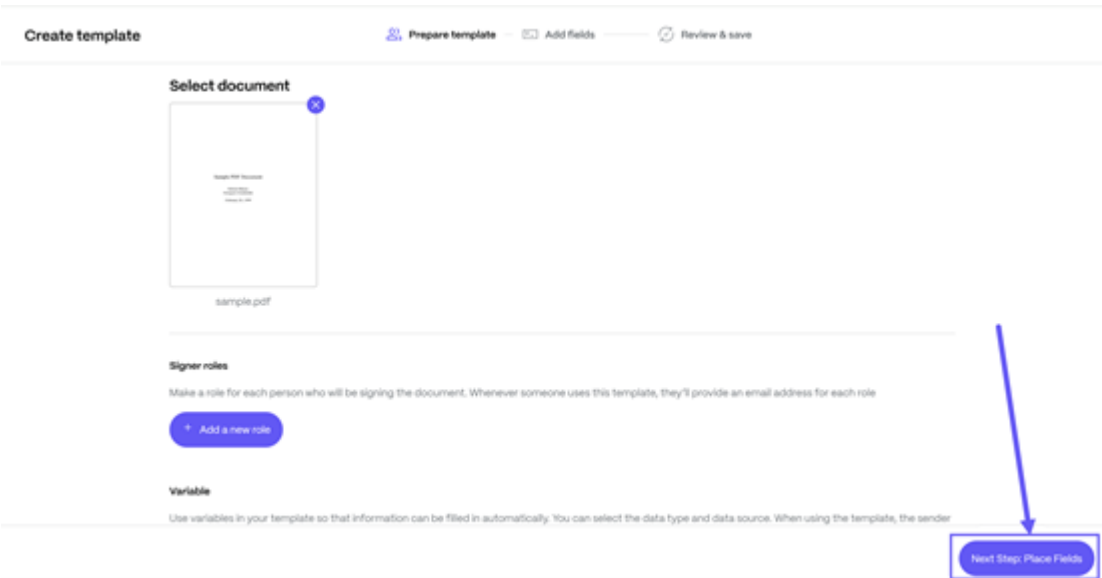 Create template
Prepare template
Add fields
Review & save
Select document
Sample PDF Document
sample.pdf
Signer roles
Make a role for each person who will be signing the document. Whenever someone uses this template, they'll provide an email address for each role
+ Add a new role
Variable
Use variables in your template so that information can be filled in automatically. You can select the data type and data source. When using the template, the sender
Next Step: Place Fields